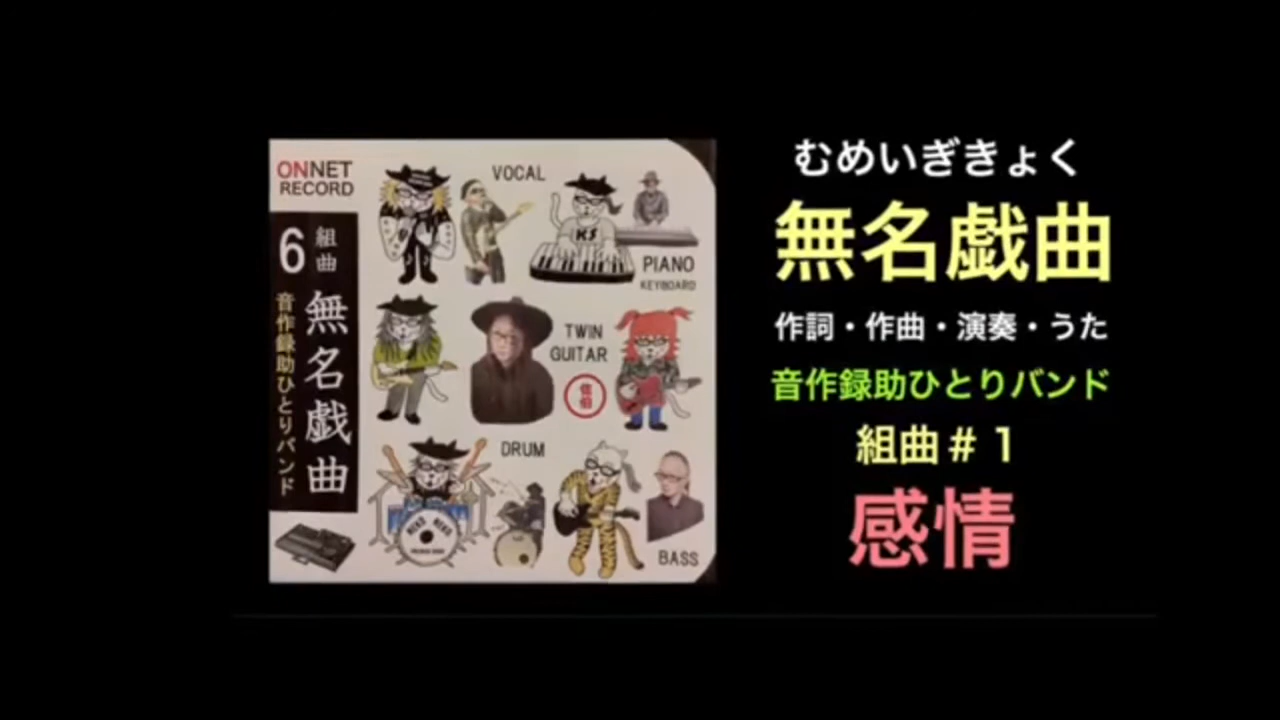 ONNET
RECORD
6組曲
無名戯曲
音作録助ひとりバンド
VOCAL
KS
PIANO
KEYBOARD
TWIN
GUITAR
DRUM
NEKO NEKO
BASS
むめいぎきょく
無名戯曲
作詞・作曲・演奏・うた
音作録助ひとりバンド
組曲＃１
感情